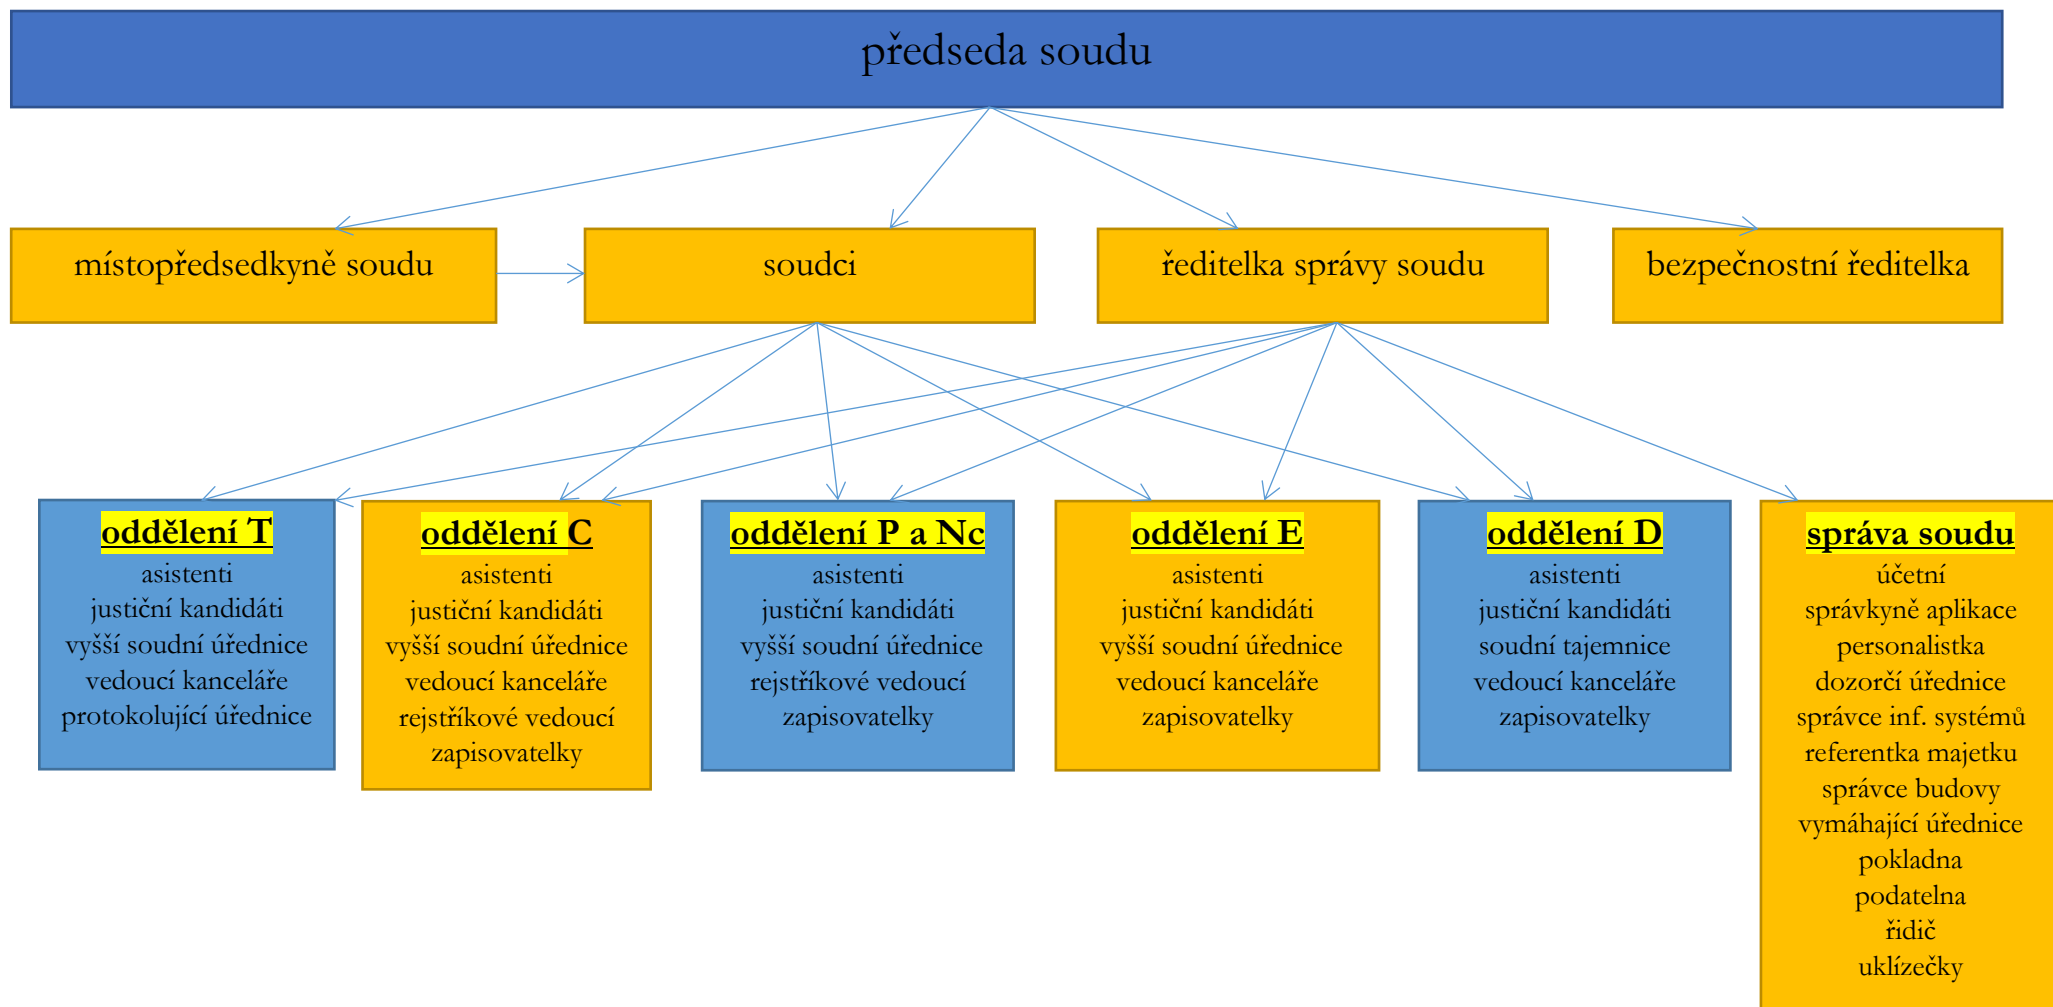 předseda soudu
místopředsedkyně soudu
soudci
ředitelka správy soudu
bezpečnostní ředitelka
oddělení T
asistenti
justiční kandidáti
vyšší soudní úřednice
vedoucí kanceláře
protokolující úřednice
oddělení C
asistenti
justiční kandidáti
vyšší soudní úřednice
vedoucí kanceláře
rejstříkové vedoucí
zapisovatelky
oddělení P a Nc
asistenti
justiční kandidáti
vyšší soudní úřednice
rejstříkové vedoucí
zapisovatelky
oddělení E
asistenti
justiční kandidáti
vyšší soudní úřednice
vedoucí kanceláře
zapisovatelky
oddělení D
asistenti
justiční kandidáti
soudní tajemnice
vedoucí kanceláře
zapisovatelky
správa soudu
účetní
správkyně aplikace
personalistka
dozorčí úřednice
správce inf. systémů
referentka majetku
správce budovy
vymáhající úřednice
pokladna
podatelna
řidič
uklízečky